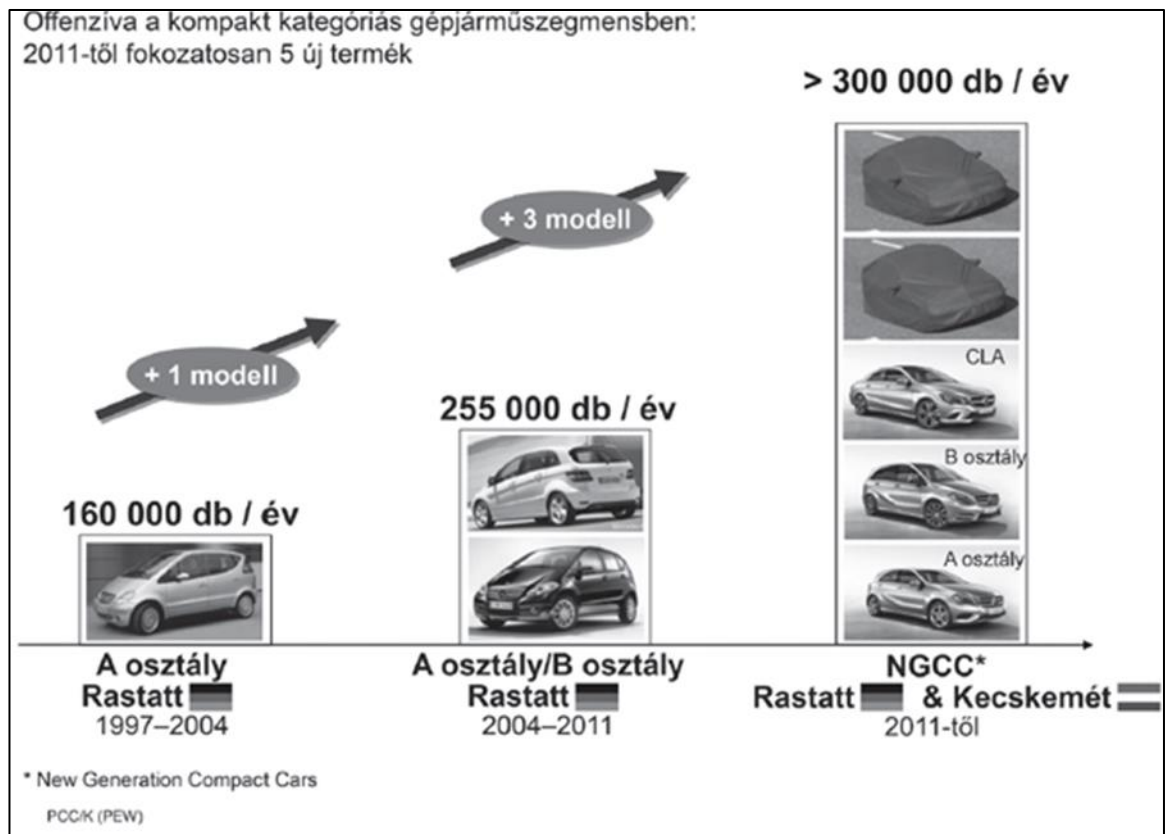 Offenzíva a kompakt kategóriás gépjárműszegmensben:
2011-től fokozatosan 5 új termék
> 300 000 db / év
+ 3 modell
+ 1 modell
CLA
255 000 db / év
B osztály
160 000 db / év
A osztály
A osztály
Rastatt
1997–2004
A osztály/B osztály
Rastatt
2004–2011
NGCC*
Rastatt & Kecskemét
2011-től
* New Generation Compact Cars
PCC/K (PEW)